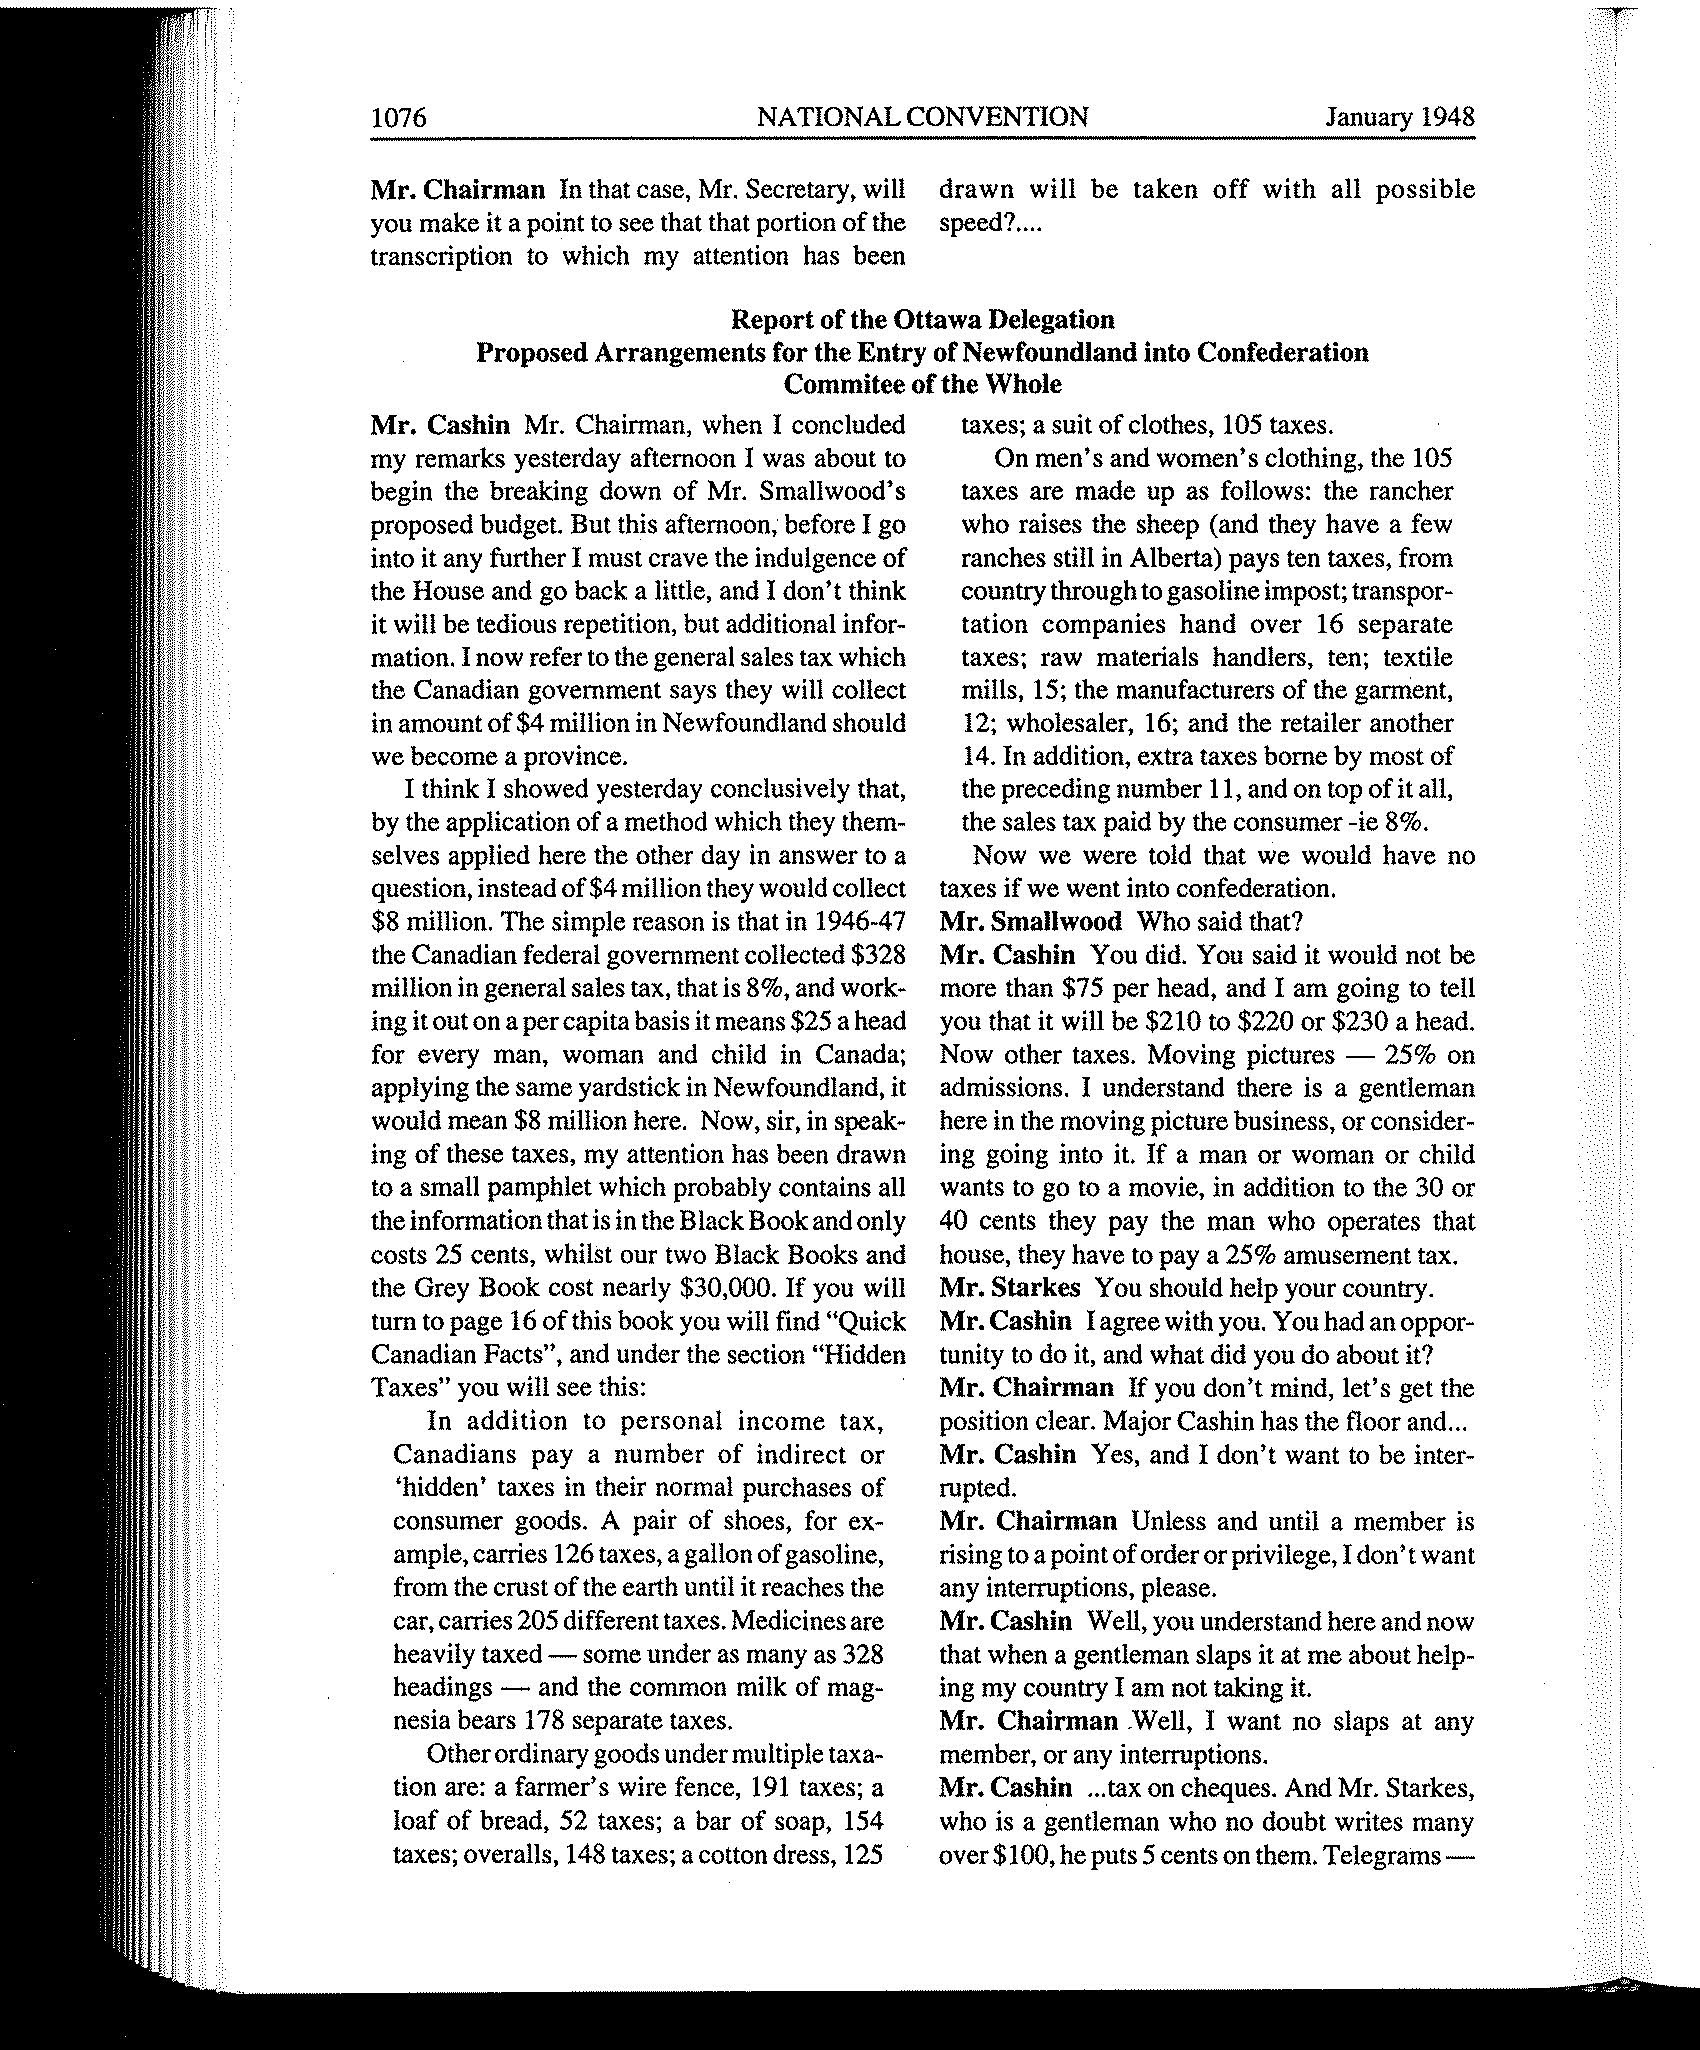 1076 NATIONAL CONVENTION January 1948
Mr. Chairman In that case, Mr. Secretary, will
you make it a point to see that that portion of the
transcription to which my attention has been
drawn will be taken off with all possible
speed?....
Report of the Ottawa Delegation
Proposed Arrangements for the Entry of Newfoundland into Confederation
Commitee of the Whole
Mr. Cashin Mr. Chairman, when I concluded
my remarks yesterday afternoon I was about to
begin the breaking down of Mr. Smallwood's
proposed budget. But this afternoon, before I go
into it any further I must crave the indulgence of
the House and go back a little, and I don't think
it will be tedious repetition, but additional infor-
mation. I now refer to the general sales tax which
the Canadian government says they will collect
in amount of $4 million in Newfoundland should
we become a province.
I think I showed yesterday conclusively that,
by the application of a method which they them-
selves applied here the other day in answer to a
question, instead of $4 million they would collect
$8 million. The simple reason is that in 1946-47
the Canadian federal government collected $328
million in general sales tax, that is 8%, and work-
ing it out on a per capita basis it means $25 a head
for every man, woman and child in Canada;
applying the same yardstick in Newfoundland, it
would mean $8 million here. Now, sir, in speak-
ing of these taxes, my attention has been drawn
to a small pamphlet which probably contains all
the information that is in the Black Book and only
costs 25 cents, whilst our two Black Books and
the Grey Book cost nearly $30,000. If you will
turn to page 16 of this book you will find "Quick
Canadian Facts", and under the section "Hidden
Taxes" you will see this:
In addition to personal income tax,
Canadians pay a number of indirect or
'hidden' taxes in their normal purchases of
consumer goods. A pair of shoes, for ex-
ample, carries 126 taxes, a gallon of gasoline,
from the crust of the earth until it reaches the
car, carries 205 different taxes. Medicines are
heavily taxed — some under as many as 328
headings — and the common milk of mag-
nesia bears 178 separate taxes.
Other ordinary goods under multiple taxa-
tion are: a farmer's wire fence, 191 taxes; a
loaf of bread, 52 taxes; a bar of soap, 154
taxes; overalls, 148 taxes; a cotton dress, 125
taxes; a suit of clothes, 105 taxes.
On men's and women's clothing, the 105
taxes are made up as follows: the rancher
who raises the sheep (and they have a few
ranches still in Alberta) pays ten taxes, from
country through to gasoline impost; transpor-
tation companies hand over 16 separate
taxes; raw materials handlers, ten; textile
mills, 15; the manufacturers of the garment,
12; wholesaler, 16; and the retailer another
14. In addition, extra taxes borne by most of
the preceding number 11, and on top of it all,
the sales tax paid by the consumer -ie 8%.
Now we were told that we would have no
taxes if we went into confederation.
Mr. Smallwood Who said that?
Mr. Cashin You did. You said it would not be
more than $75 per head, and I am going to tell
you that it will be $210 to $220 or $230 a head.
Now other taxes. Moving pictures — 25% on
admissions. I understand there is a gentleman
here in the moving picture business, or consider-
ing going into it. If a man or woman or child
wants to go to a movie, in addition to the 30 or
40 cents they pay the man who operates that
house, they have to pay a 25% amusement tax.
Mr. Starkes You should help your country.
Mr. Cashin I agree with you. You had an oppor-
tunity to do it, and what did you do about it?
Mr. Chairman If you don't mind, let's get the
position clear. Major Cashin has the floor and...
Mr. Cashin Yes, and I don't want to be inter-
rupted.
Mr. Chairman Unless and until a member is
rising to a point of order or privilege, I don't want
any interruptions, please.
Mr. Cashin Well, you understand here and now
that when a gentleman slaps it at me about help-
ing my country I am not taking it.
Mr. Chairman Well, I want no slaps at any
member, or any interruptions.
Mr. Cashin ...tax on cheques. And Mr. Starkes,
who is a gentleman who no doubt writes many
over $100, he puts 5 cents on them. Telegrams —